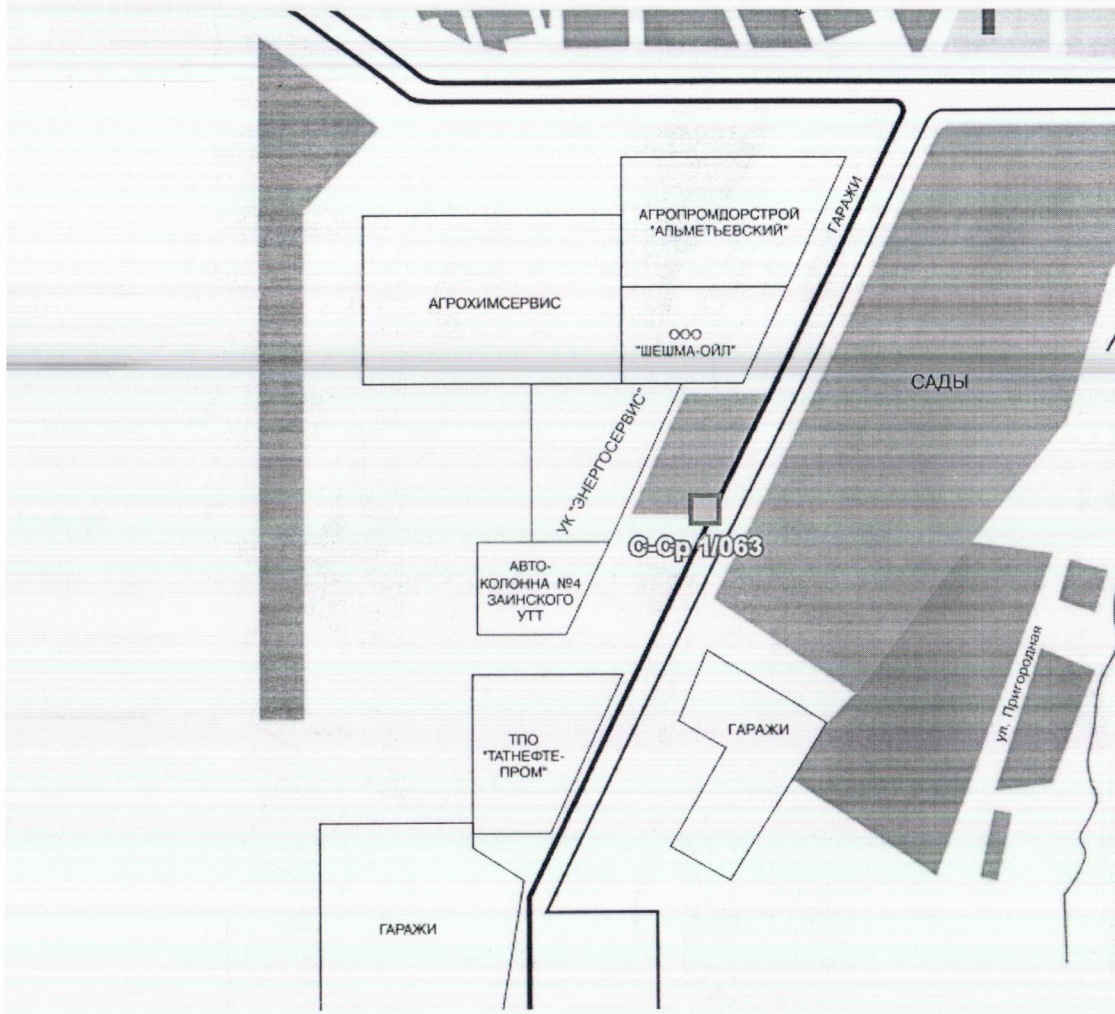 АГРОПРОМДОРСТРОЙ
"АЛЬМЕТЬЕВСКИЙ"
ГАРАЖИ
АГРОХИМСЕРВИС
ООО
"ШЕШМА-ОЙЛ"
САДЫ
УК "ЭНЕРГОСЕРВИС"
С-Ср 1/063
АВТО-
КОЛОННА №4
ЗАИНСКОГО
УТТ
ул. Пригородная
ГАРАЖИ
ТПО
"ТАТНЕФТЕ-
ПРОМ"
ГАРАЖИ